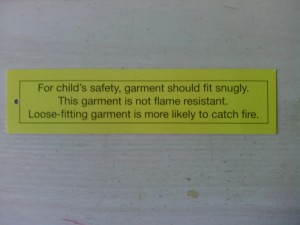 For child's safety, garment should fit snugly.
This garment is not flame resistant.
Loose-fitting garment is more likely to catch fire.